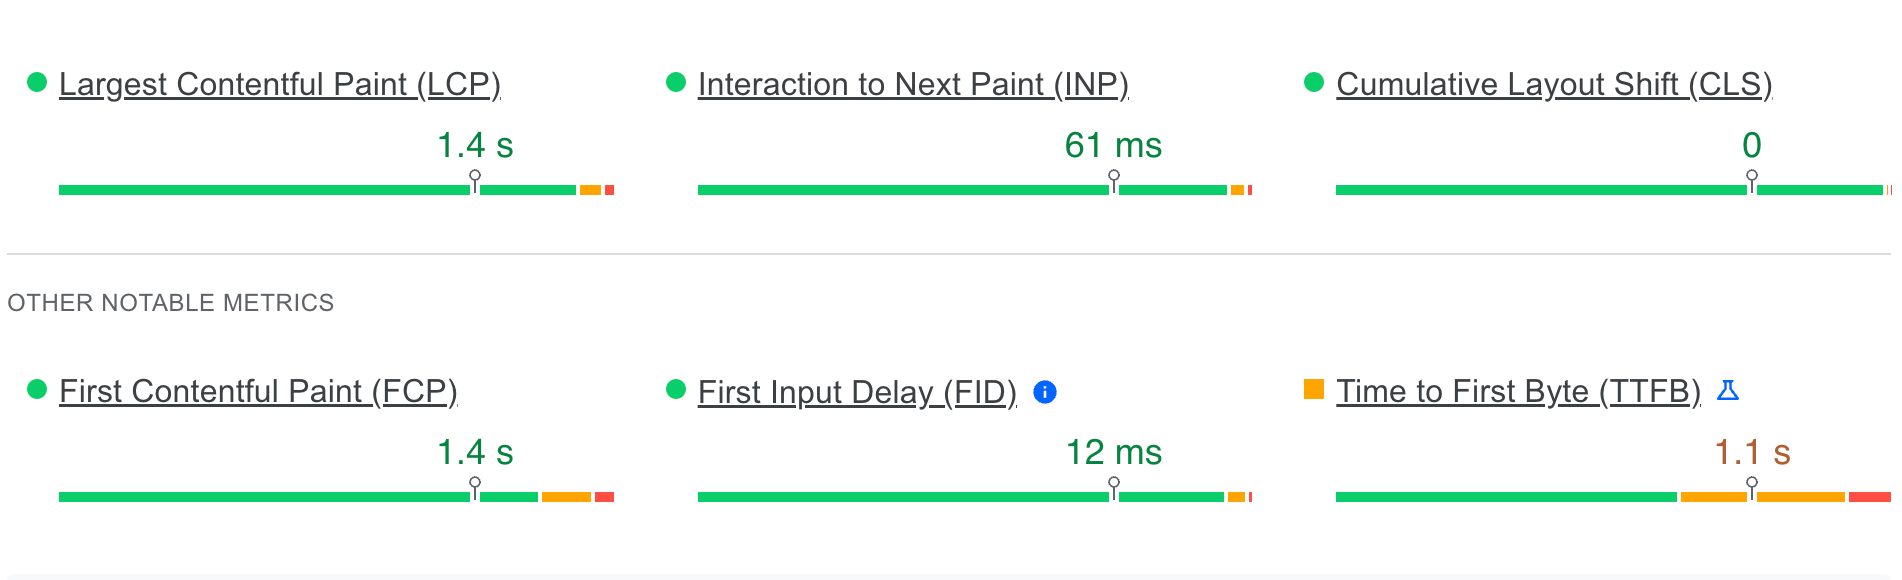 Largest Contentful Paint (LCP)
1.4 s
Interaction to Next Paint (INP)
61 ms
Cumulative Layout Shift (CLS)
0
OTHER NOTABLE METRICS
First Contentful Paint (FCP)
1.4 s
First Input Delay (FID)
12 ms
Time to First Byte (TTFB)
1.1 s